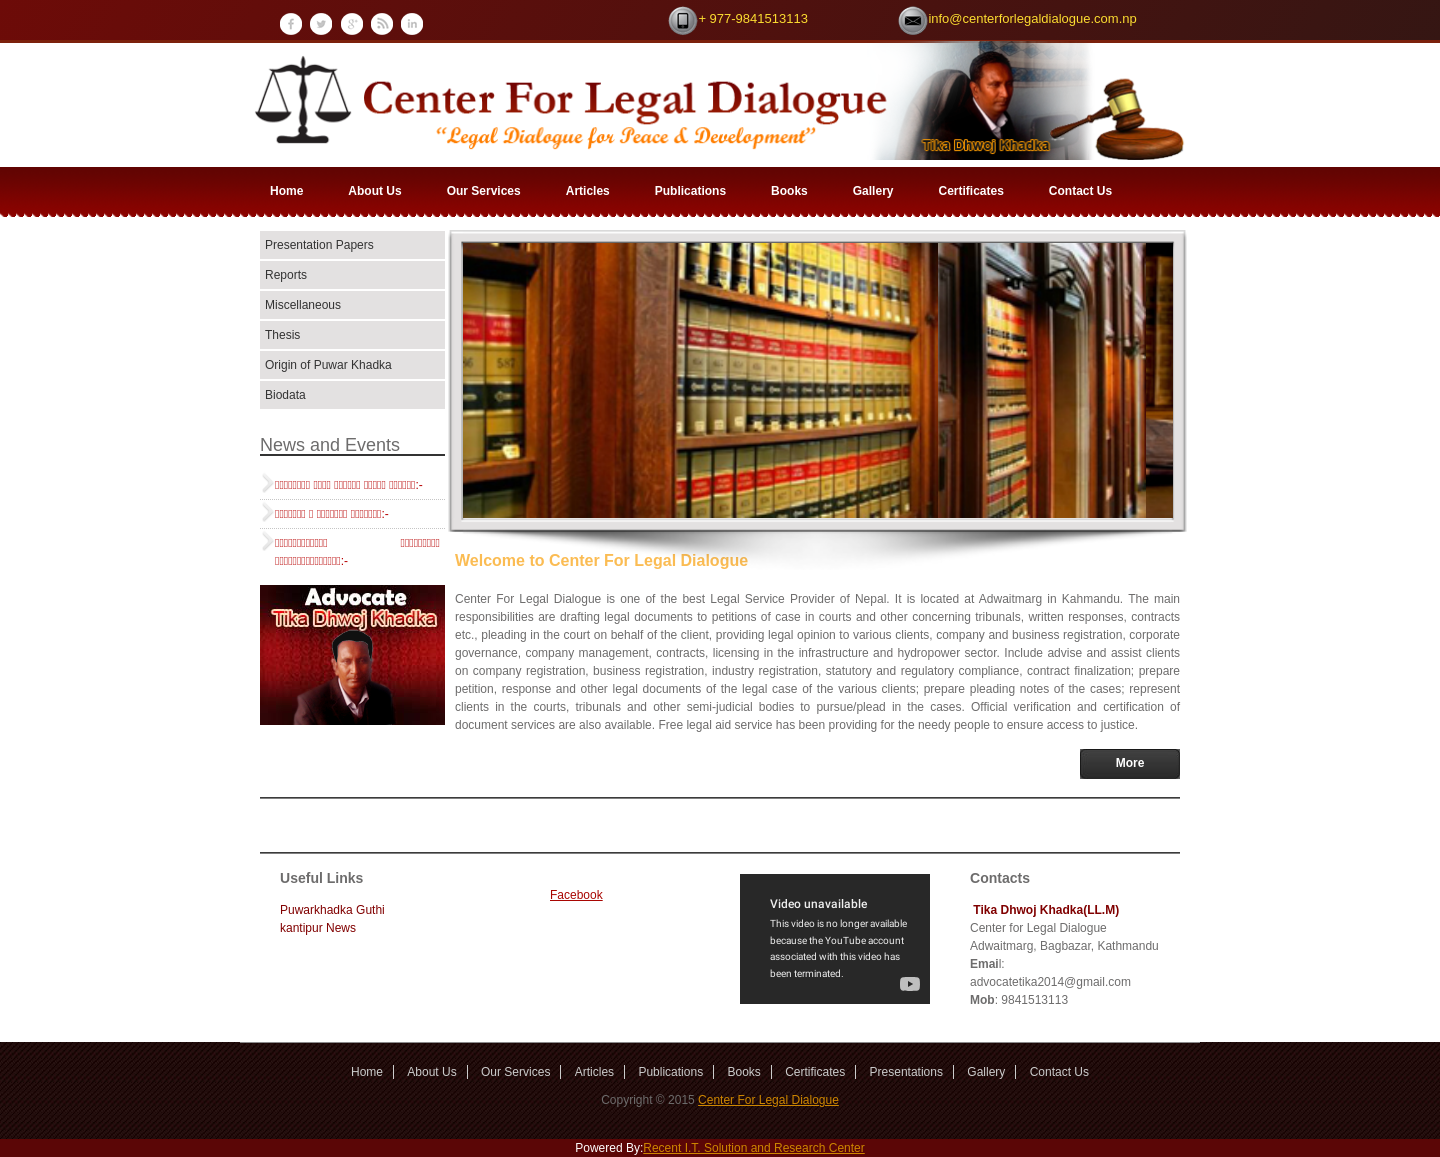 + 977-9841513113
info@centerforlegaldialogue.com.np
Center For Legal Dialogue
"Legal Dialogue for Peace & Development"
Tika Dhwoj Khadka
Home About Us Our Services Articles Publications Books Gallery Certificates Contact Us
Presentation Papers
Reports
Miscellaneous
Thesis
Origin of Puwar Khadka
Biodata
News and Events
Advocate
Tika Dhwoj Khadka
Welcome to Center For Legal Dialogue
Center For Legal Dialogue is one of the best Legal Service Provider of Nepal. It is located at Adwaitmarg in Kahmandu. The main
responsibilities are drafting legal documents to petitions of case in courts and other concerning tribunals, written responses, contracts
etc., pleading in the court on behalf of the client, providing legal opinion to various clients, company and business registration, corporate
governance, company management, contracts, licensing in the infrastructure and hydropower sector. Include advise and assist clients
on company registration, business registration, industry registration, statutory and regulatory compliance, contract finalization; prepare
petition, response and other legal documents of the legal case of the various clients; prepare pleading notes of the cases; represent
clients in the courts, tribunals and other semi-judicial bodies to pursue/plead in the cases. Official verification and certification of
document services are also available. Free legal aid service has been providing for the needy people to ensure access to justice.
More
Useful Links
Puwarkhadka Guthi
kantipur News
Facebook
Video unavailable
This video is no longer available
because the YouTube account
associated with this video has
been terminated.
Contacts
Tika Dhwoj Khadka(LL.M)
Center for Legal Dialogue
Adwaitmarg, Bagbazar, Kathmandu
Email:
advocatetika2014@gmail.com
Mob: 9841513113
Home About Us Our Services Articles Publications Books Certificates Presentations Gallery Contact Us
Copyright © 2015 Center For Legal Dialogue
Powered By:Recent I.T. Solution and Research Center